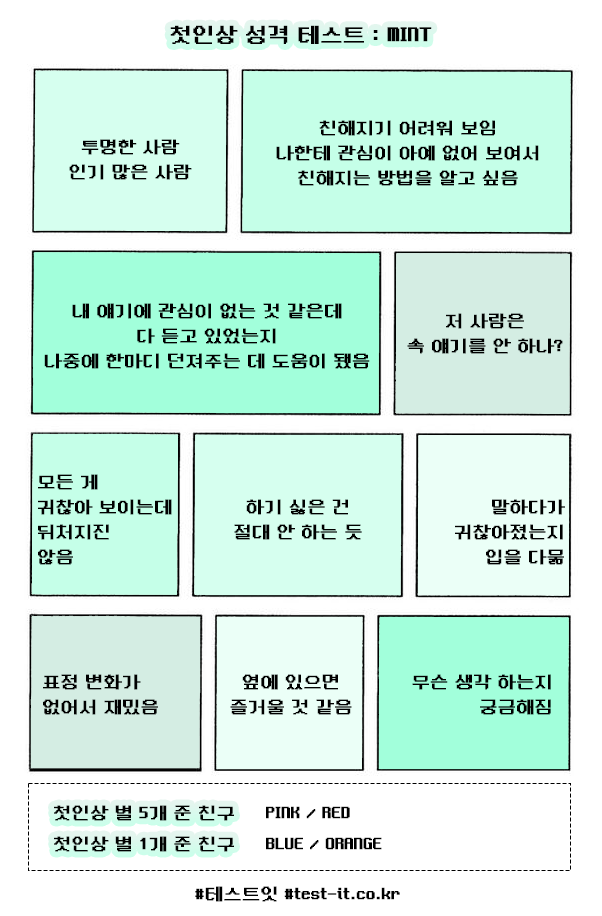 첫인상 성격 테스트 : MINT
투명한 사람
인기 많은 사람
친해지기 어려워 보임
나한테 관심이 아예 없어 보여서
친해지는 방법을 알고 싶음
내 얘기에 관심이 없는 것 같은데
다 듣고 있었는지
나중에 한마디 던져주는 데 도움이 됐음
저 사람은
속 얘기를 안 하나?
모든 게
귀찮아 보이는데
뒤처지진
않음
하기 싫은 건
절대 안 하는 듯
말하다가
귀찮아졌는지
입을 다뭄
표정 변화가
없어서 재밌음
옆에 있으면
즐거울 것 같음
무슨 생각 하는지
궁금해짐
첫인상 별 5개 준 친구 PINK / RED
첫인상 별 1개 준 친구 BLUE / ORANGE
#테스트잇 #test-it.co.kr